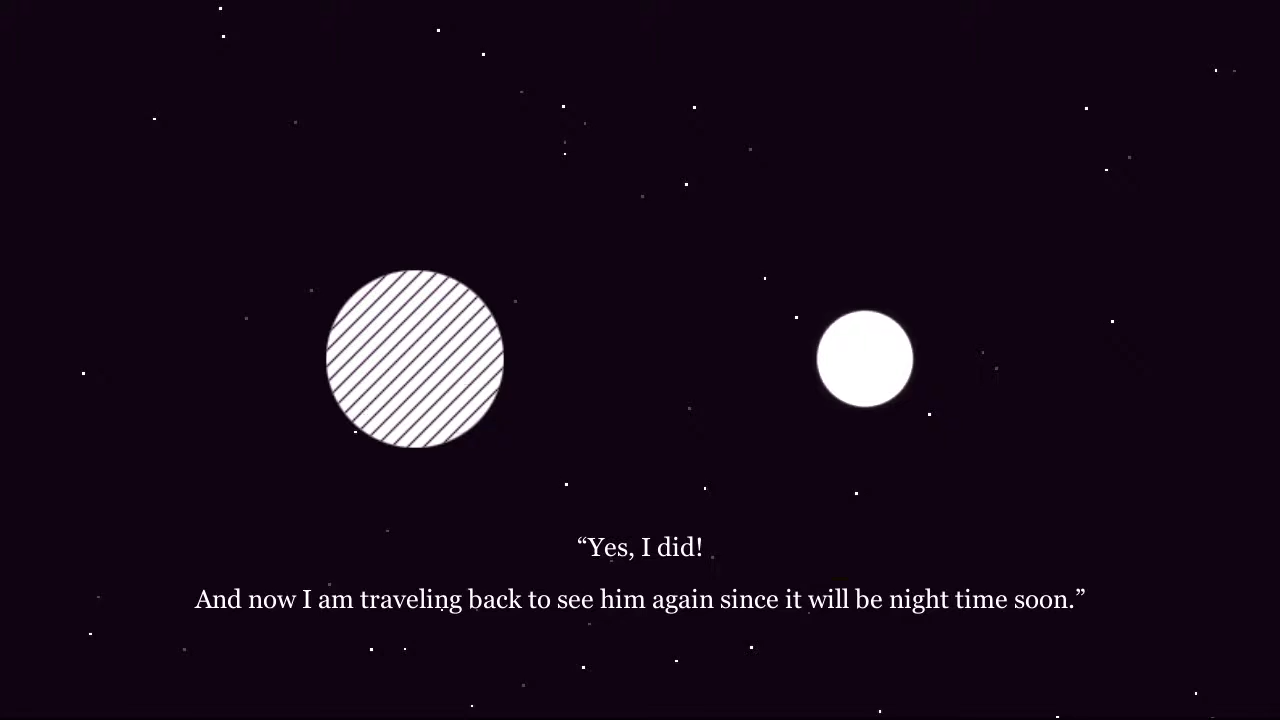 “Yes, I did!
And now I am traveling back to see him again since it will be night time soon.”